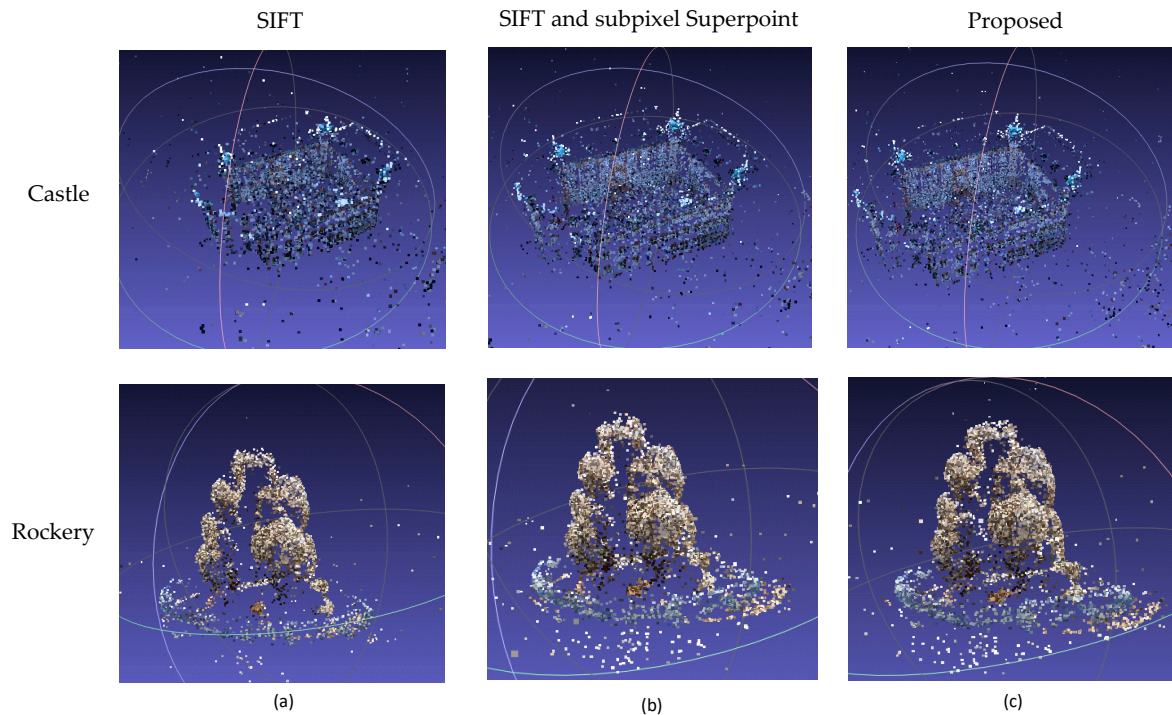 SIFT
SIFT and subpixel Superpoint
Proposed
Castle
Rockery
(a)
(b)
(c)